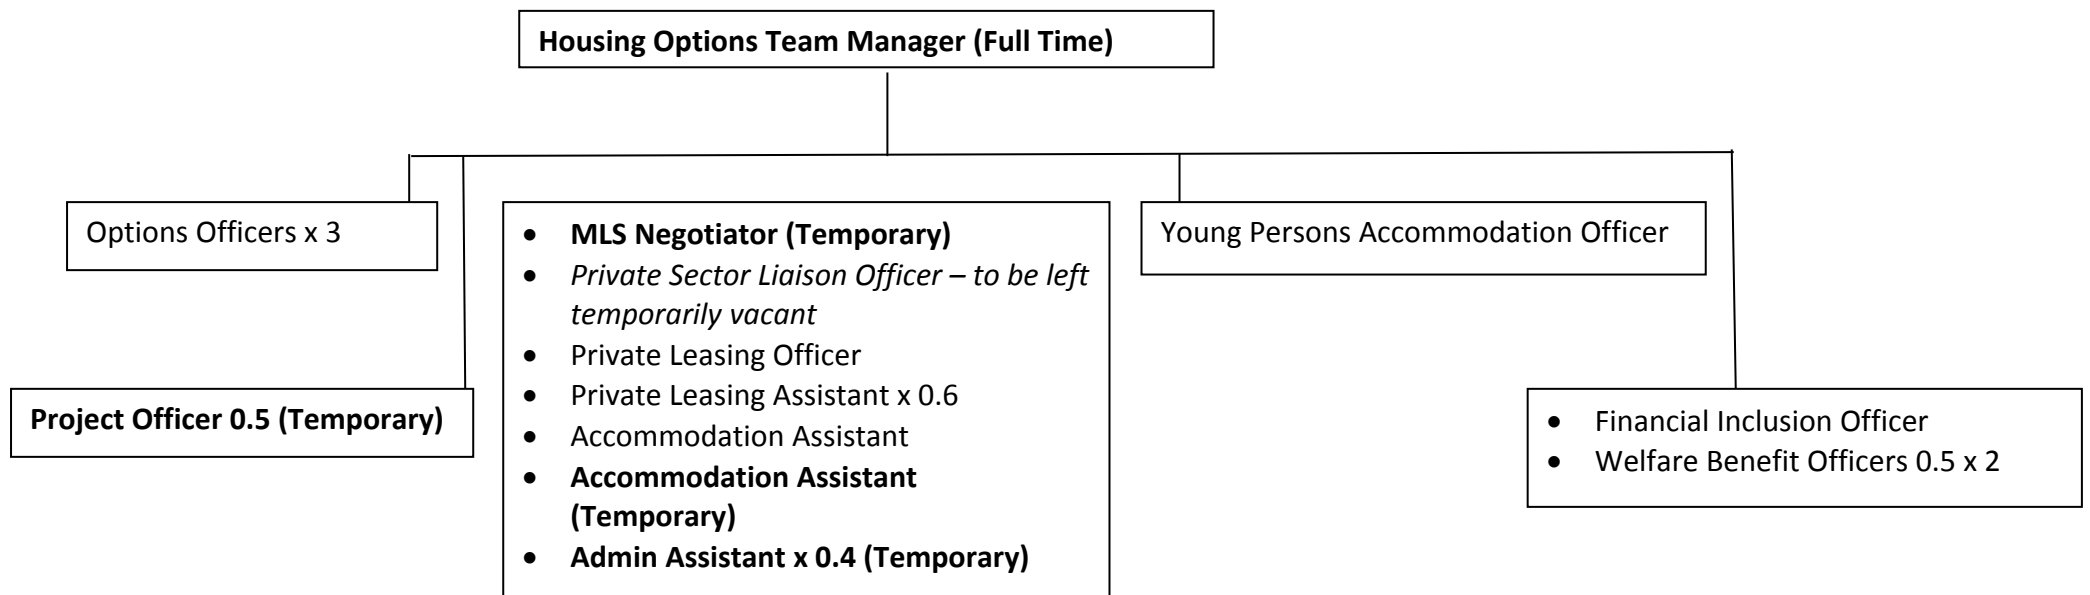 Housing Options Team Manager (Full Time)
Options Officers x 3
Project Officer 0.5 (Temporary)
• MLS Negotiator (Temporary)
• Private Sector Liaison Officer – to be left
temporarily vacant
• Private Leasing Officer
• Private Leasing Assistant x 0.6
• Accommodation Assistant
• Accommodation Assistant
(Temporary)
• Admin Assistant x 0.4 (Temporary)
Young Persons Accommodation Officer
• Financial Inclusion Officer
• Welfare Benefit Officers 0.5 x 2